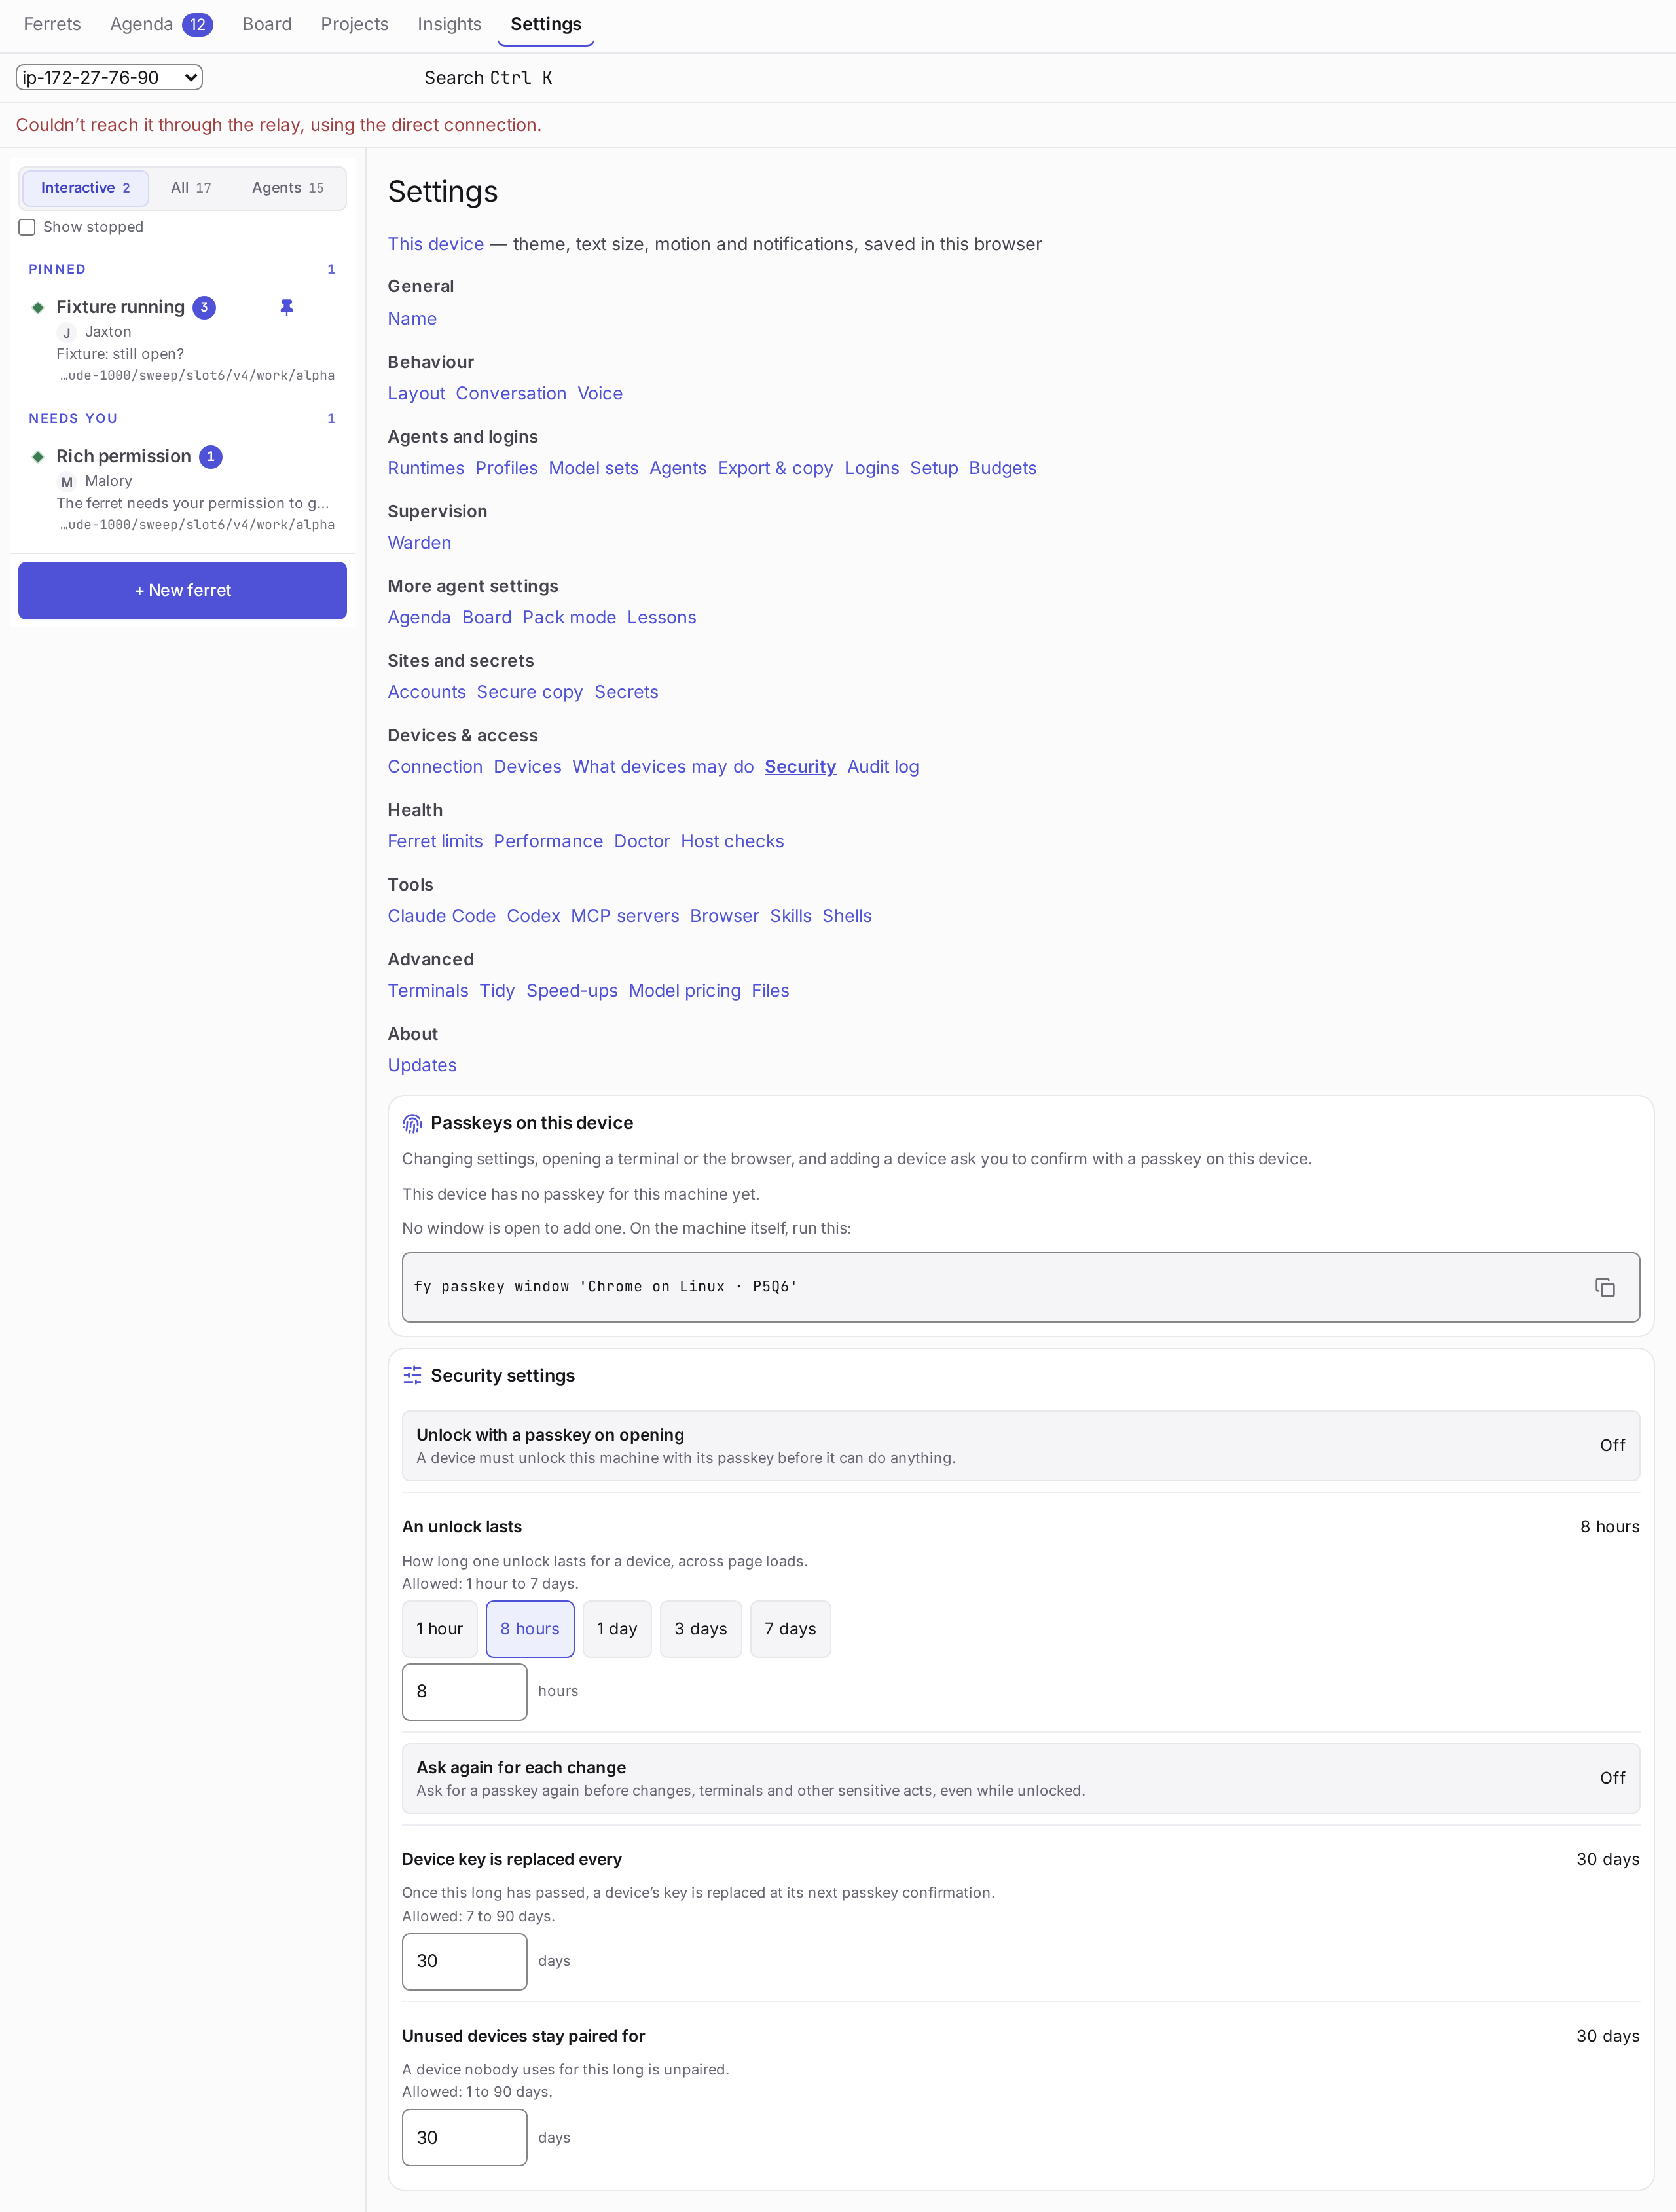 Ferrets Agenda 12 Board Projects Insights Settings
ip-172-27-76-90 Search Ctrl K
Couldn’t reach it through the relay, using the direct connection.
Interactive 2 All 17 Agents 15
Show stopped
PINNED 1
Fixture running 3
J Jaxton
Fixture: still open?
…ude-1000/sweep/slot6/v4/work/alpha
NEEDS YOU 1
Rich permission 1
M Malory
The ferret needs your permission to g…
…ude-1000/sweep/slot6/v4/work/alpha
+ New ferret
Settings
This device — theme, text size, motion and notifications, saved in this browser
General
Name
Behaviour
Layout Conversation Voice
Agents and logins
Runtimes Profiles Model sets Agents Export & copy Logins Setup Budgets
Supervision
Warden
More agent settings
Agenda Board Pack mode Lessons
Sites and secrets
Accounts Secure copy Secrets
Devices & access
Connection Devices What devices may do Security Audit log
Health
Ferret limits Performance Doctor Host checks
Tools
Claude Code Codex MCP servers Browser Skills Shells
Advanced
Terminals Tidy Speed-ups Model pricing Files
About
Updates
Passkeys on this device
Changing settings, opening a terminal or the browser, and adding a device ask you to confirm with a passkey on this device.
This device has no passkey for this machine yet.
No window is open to add one. On the machine itself, run this:
fy passkey window 'Chrome on Linux · P5Q6'
Security settings
Unlock with a passkey on opening Off
A device must unlock this machine with its passkey before it can do anything.
An unlock lasts 8 hours
How long one unlock lasts for a device, across page loads.
Allowed: 1 hour to 7 days.
1 hour 8 hours 1 day 3 days 7 days
8 hours
Ask again for each change Off
Ask for a passkey again before changes, terminals and other sensitive acts, even while unlocked.
Device key is replaced every 30 days
Once this long has passed, a device’s key is replaced at its next passkey confirmation.
Allowed: 7 to 90 days.
30 days
Unused devices stay paired for 30 days
A device nobody uses for this long is unpaired.
Allowed: 1 to 90 days.
30 days